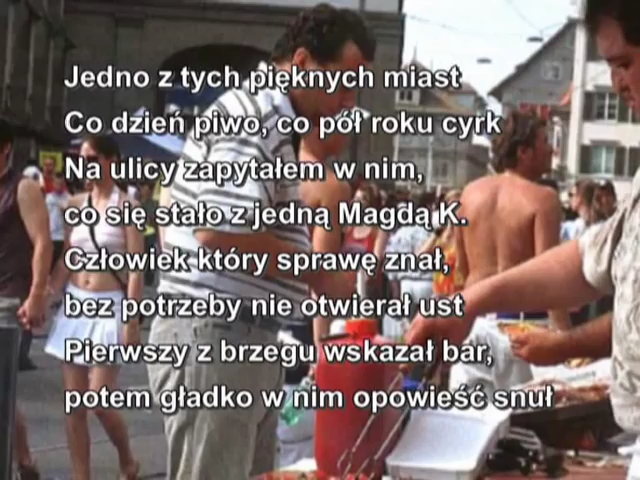 Jedno z tych pięknych miast
Co dzień piwo, co pół roku cyrk
Na ulicy zapytałem w nim,
co się stało z jedną Magdą K.
Człowiek który sprawę znał,
bez potrzeby nie otwierał ust
Pierwszy z brzegu wskazał bar,
potem gładko w nim opowieść snuł